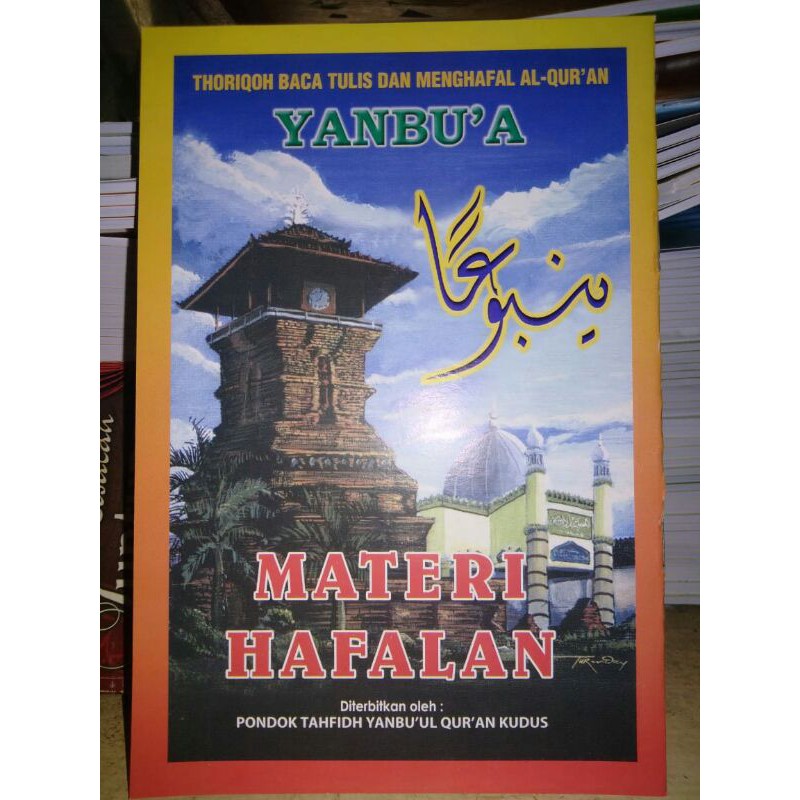 THORIQOH BACA TULIS DAN MENGHAFAL AL-QUR'AN
YANBU'A
ينبوعا
MATERI
HAFALAN
Diterbitkan oleh :
PONDOK TAHFIDH YANBU'UL QUR'AN KUDUS